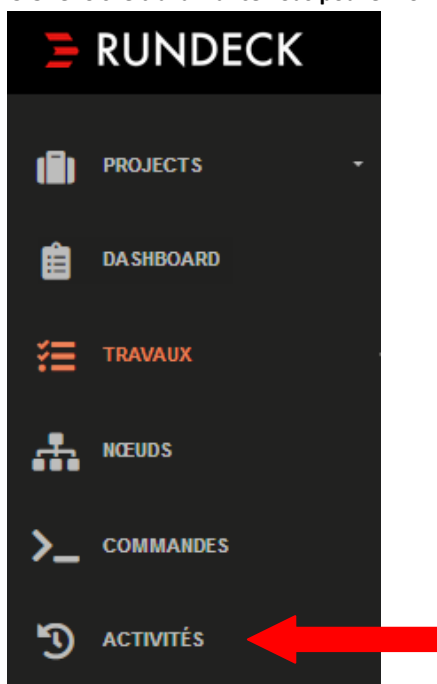 RUNDECK
PROJECTS
DASHBOARD
TRAVAUX
NŒUDS
COMMANDES
ACTIVITÉS